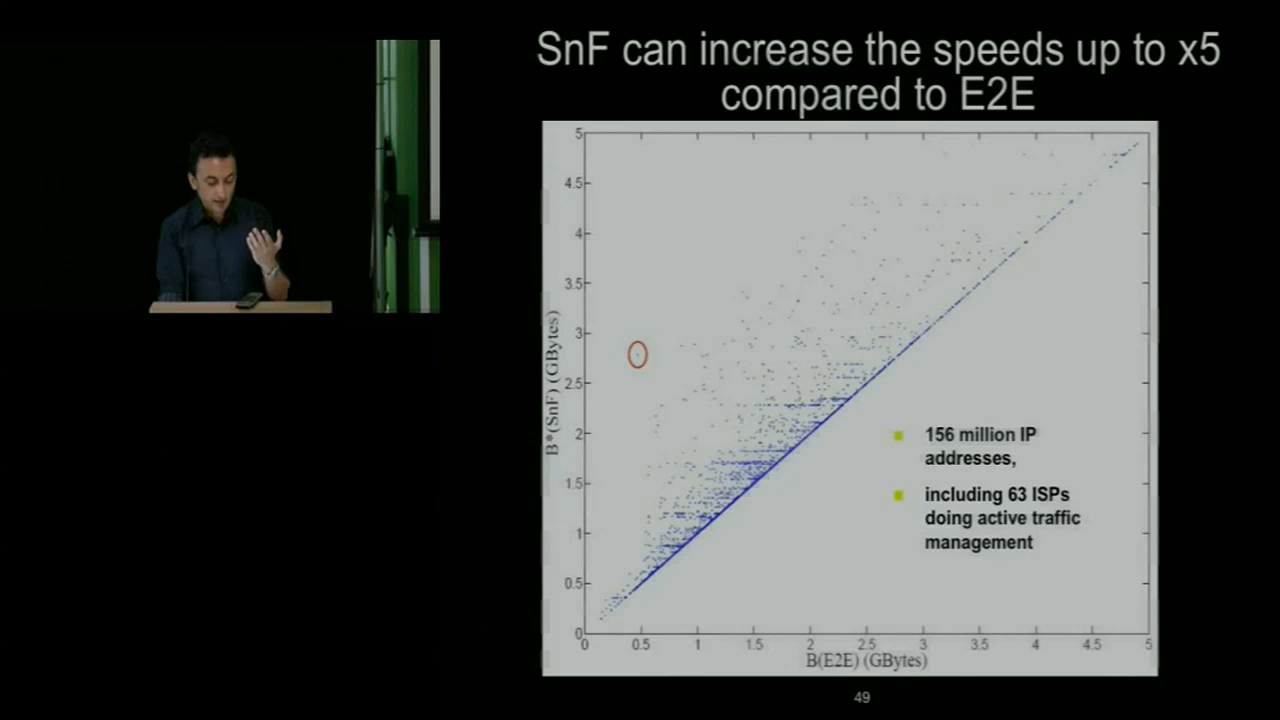 SnF can increase the speeds up to x5
compared to E2E
5
4.5
4
3.5
3
2.5
2
1.5
1
0.5
0
B*(SnF) (GBytes)
156 million IP
addresses,
including 63 ISPs
doing active traffic
management
0 0.5 1 1.5 2 2.5 3 3.5 4 4.5 5
B(E2E) (GBytes)
49